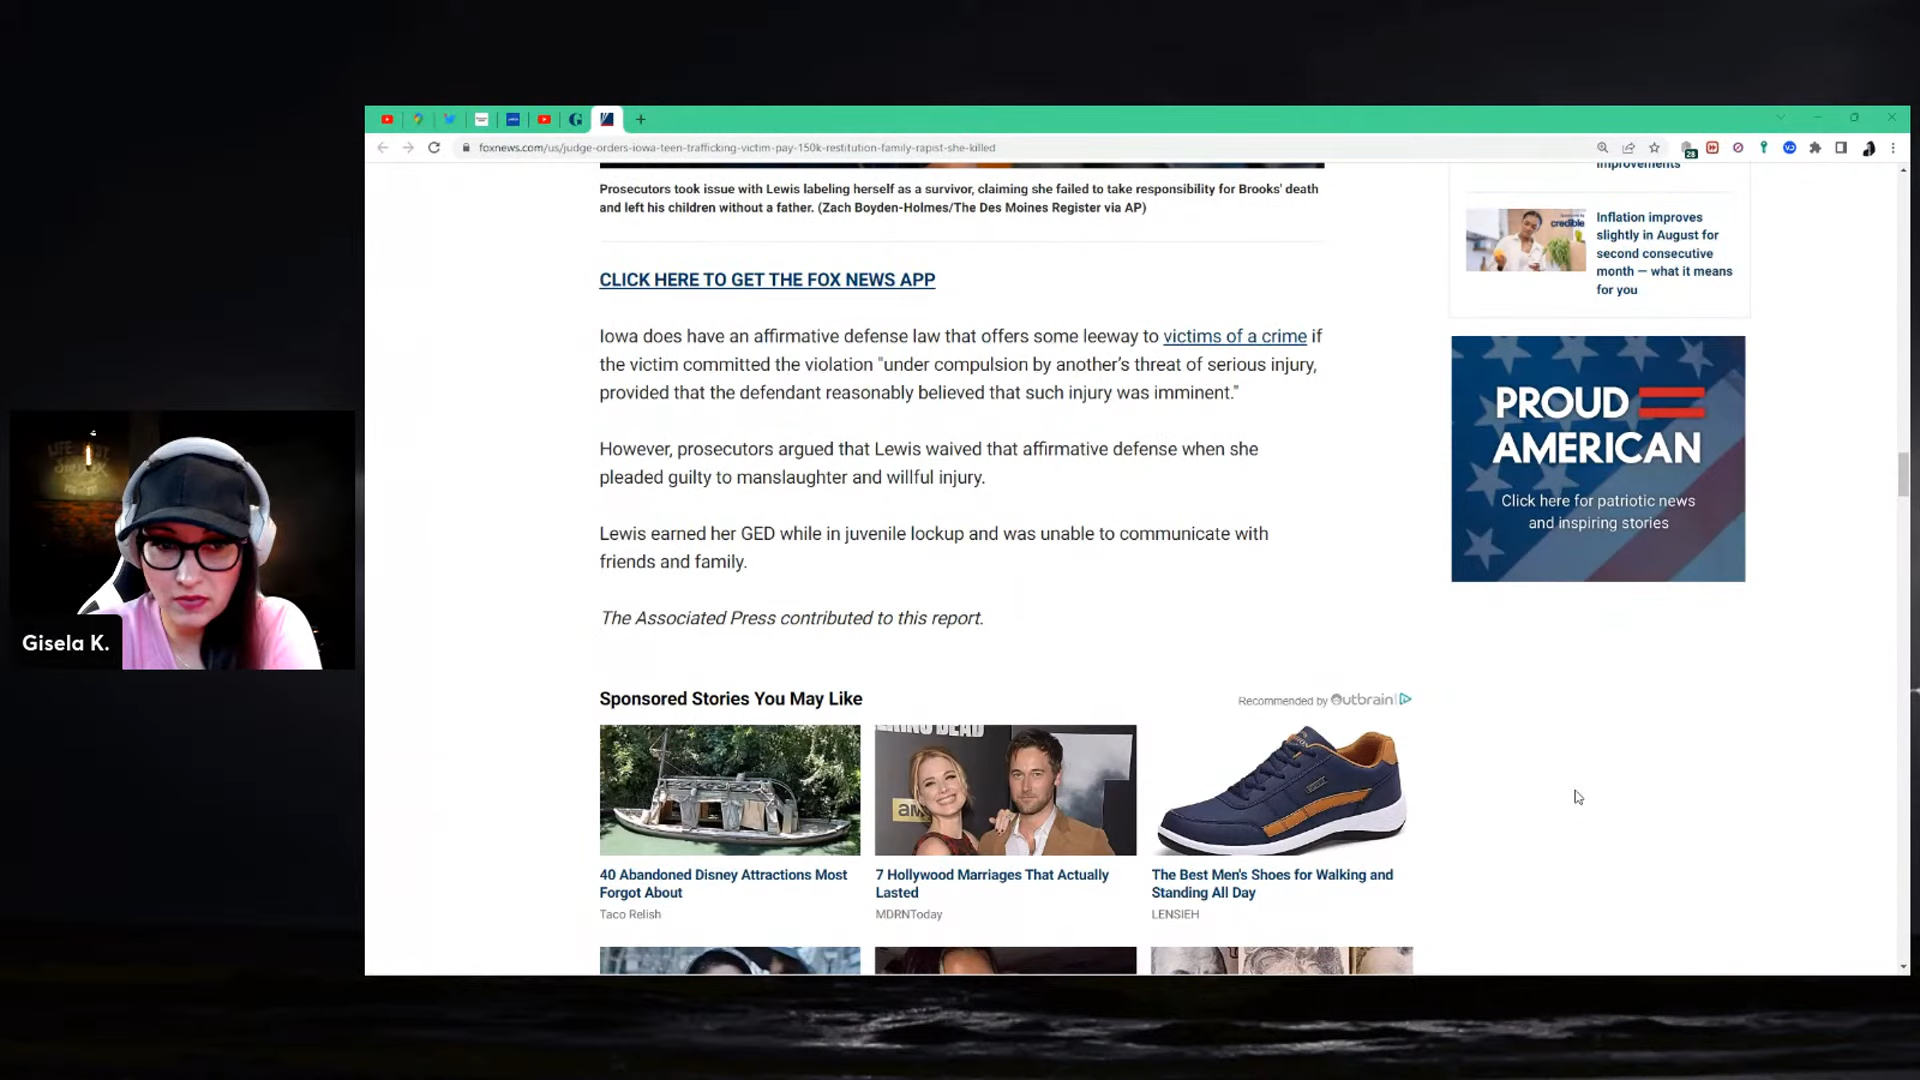 foxnews.com/us/judge-orders-iowa-teen-trafficking-victim-pay-150k-restitution-family-rapist-she-killed
28
Prosecutors took issue with Lewis labeling herself as a survivor, claiming she failed to take responsibility for Brooks' death
and left his children without a father. (Zach Boyden-Holmes/The Des Moines Register via AP)
CLICK HERE TO GET THE FOX NEWS APP
Iowa does have an affirmative defense law that offers some leeway to victims of a crime if
the victim committed the violation "under compulsion by another's threat of serious injury,
provided that the defendant reasonably believed that such injury was imminent."
However, prosecutors argued that Lewis waived that affirmative defense when she
pleaded guilty to manslaughter and willful injury.
Lewis earned her GED while in juvenile lockup and was unable to communicate with
friends and family.
The Associated Press contributed to this report.
improvements
credible
Inflation improves
slightly in August for
second consecutive
month — what it means
for you
PROUD
AMERICAN
Click here for patriotic news
and inspiring stories
Gisela K.
Sponsored Stories You May Like
Recommended by Outbrain
DEAD
am
40 Abandoned Disney Attractions Most
Forgot About
Taco Relish
7 Hollywood Marriages That Actually
Lasted
MDRNToday
The Best Men's Shoes for Walking and
Standing All Day
LENSIEH